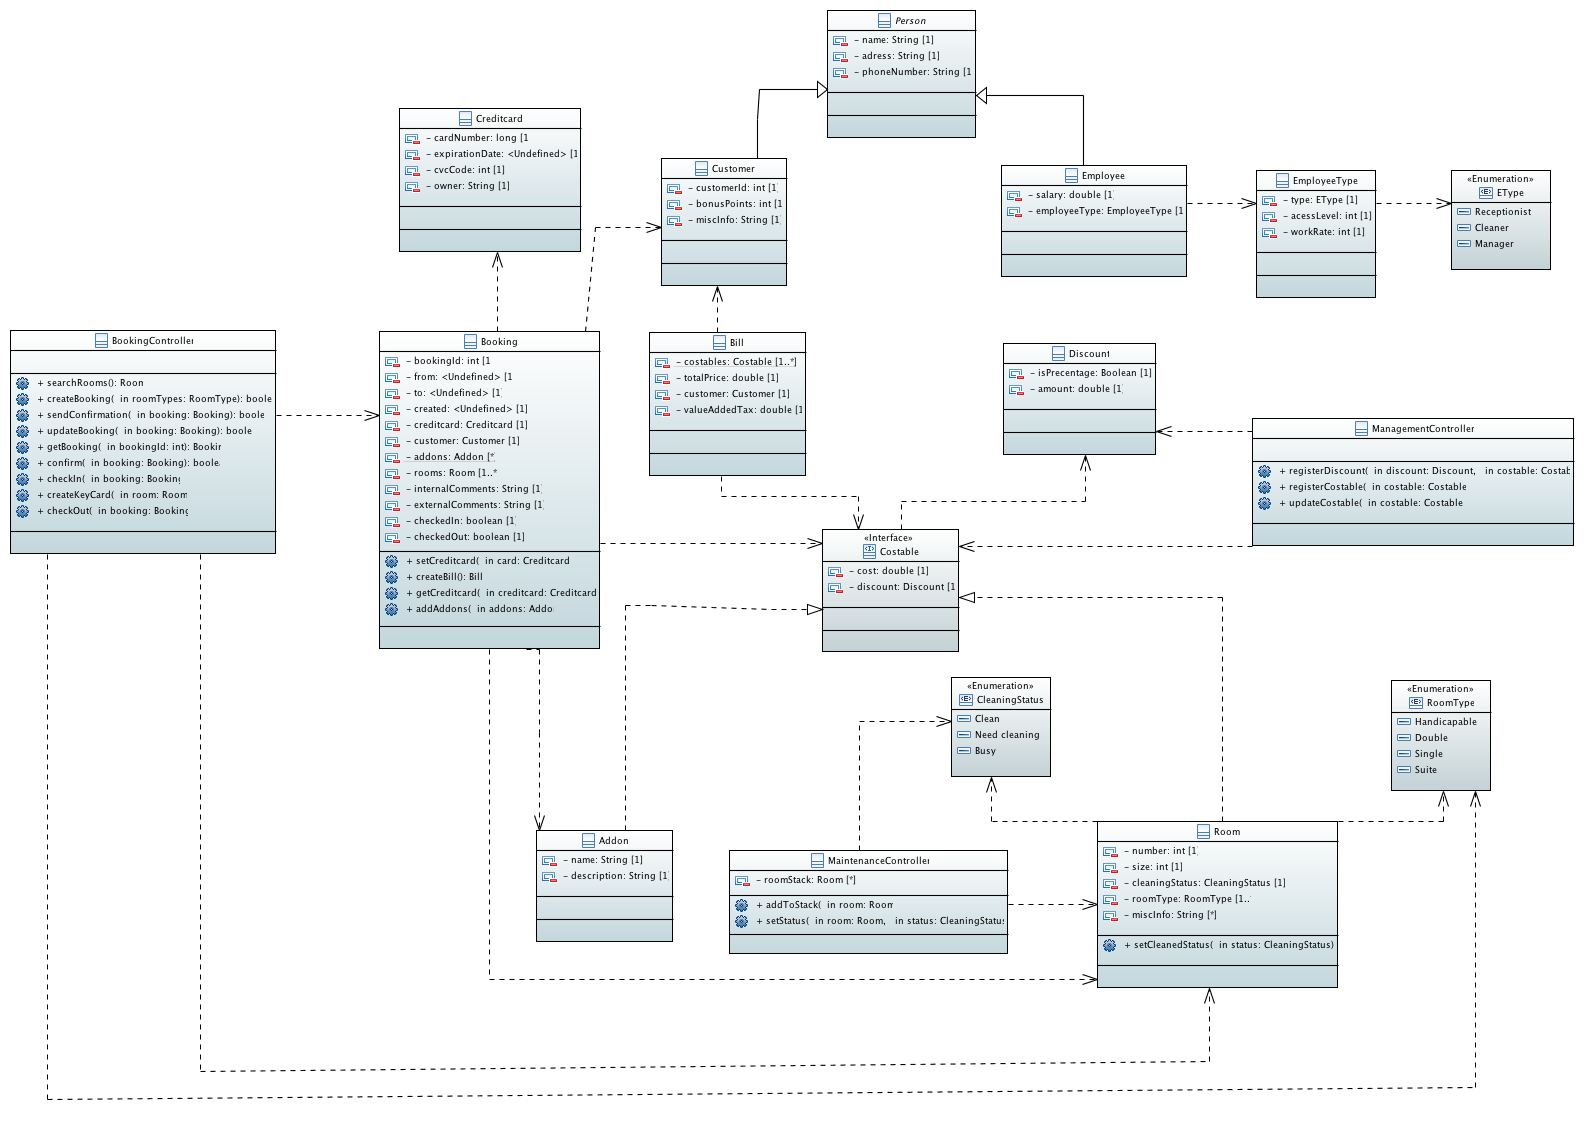 Person
– name: String [1]
– adress: String [1]
– phoneNumber: String [1
Creditcard
– cardNumber: long [1
– expirationDate: <Undefined> [1]
– cvcCode: int [1]
– owner: String [1]
Customer
– customerId: int [1]
– bonusPoints: int [1]
– miscInfo: String [1]
Employee
– salary: double [1]
– employeeType: EmployeeType [1]
EmployeeType
– type: EType [1]
– acessLevel: int [1]
– workRate: int [1]
«Enumeration»
EType
Receptionist
Cleaner
Manager
BookingController
+ searchRooms(): Room
+ createBooking( in roomTypes: RoomType): boole
+ sendConfirmation( in booking: Booking): boole
+ updateBooking( in booking: Booking): boole
+ getBooking( in bookingId: int): Bookin
+ confirm( in booking: Booking): boolea
+ checkIn( in booking: Booking
+ createKeyCard( in room: Room
+ checkOut( in booking: Booking
Booking
– bookingId: int [1
– from: <Undefined> [1
– to: <Undefined> [1]
– created: <Undefined> [1]
– creditcard: Creditcard [1]
– customer: Customer [1]
– addons: Addon [*
– rooms: Room [1..*
– internalComments: String [1]
– externalComments: String [1]
– checkedIn: boolean [1]
– checkedOut: boolean [1]
+ setCreditcard( in card: Creditcard
+ createBill(): Bill
+ getCreditcard( in creditcard: Creditcard
+ addAddons( in addons: Addo
Bill
– costables: Costable [1..*]
– totalPrice: double [1]
– customer: Customer [1]
– valueAddedTax: double [1]
Discount
– isPrecentage: Boolean [1]
– amount: double [1]
ManagementController
+ registerDiscount( in discount: Discount, in costable: Costab
+ registerCostable( in costable: Costable
+ updateCostable( in costable: Costable
«Interface»
Costable
– cost: double [1]
– discount: Discount [1
«Enumeration»
CleaningStatus
Clean
Need cleaning
Busy
«Enumeration»
RoomType
Handicapable
Double
Single
Suite
Addon
– name: String [1]
– description: String [1]
MaintenanceController
– roomStack: Room [*]
+ addToStack( in room: Room
+ setStatus( in room: Room, in status: CleaningStatus
Room
– number: int [1]
– size: int [1]
– cleaningStatus: CleaningStatus [1]
– roomType: RoomType [1..
– miscInfo: String [*]
+ setCleanedStatus( in status: CleaningStatus)